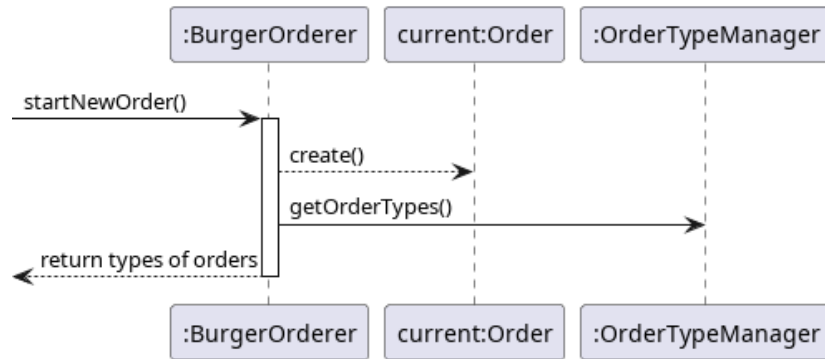 :BurgerOrderer current:Order :OrderTypeManager
startNewOrder()
create()
getOrderTypes()
return types of orders
:BurgerOrderer current:Order :OrderTypeManager